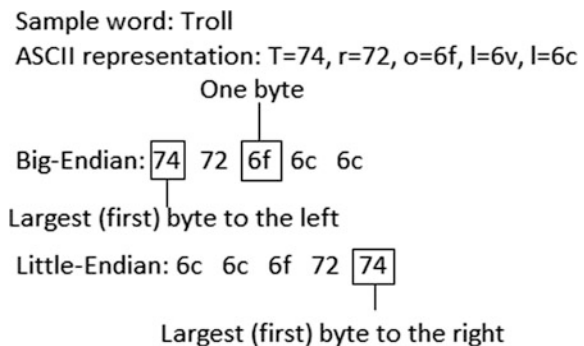 Sample word: Troll
ASCII representation: T=74, r=72, o=6f, l=6v, l=6c
One byte
Big-Endian: 74 72 6f 6c 6c
Largest (first) byte to the left
Little-Endian: 6c 6c 6f 72 74
Largest (first) byte to the right